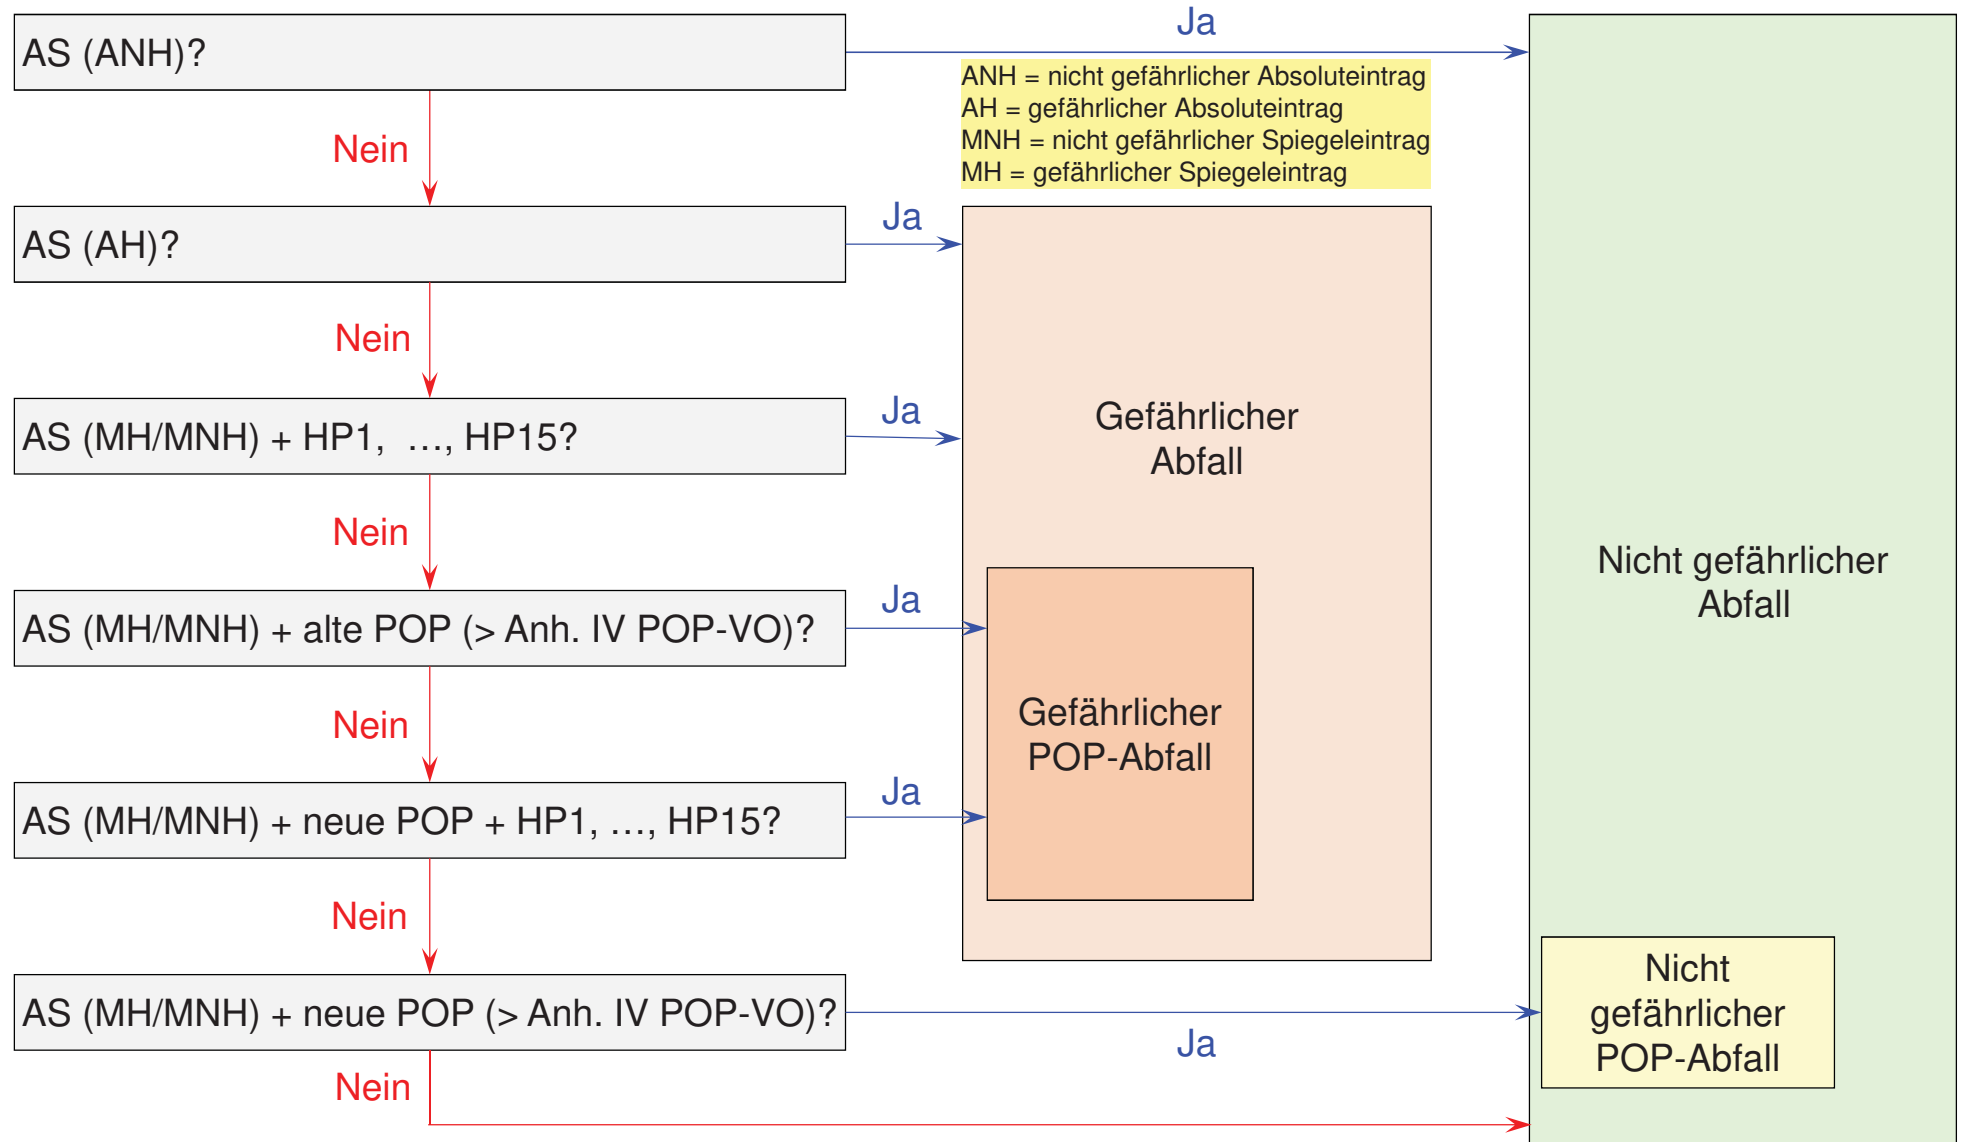 AS (ANH)?
Ja
ANH = nicht gefährlicher Absoluteintrag
AH = gefährlicher Absoluteintrag
MNH = nicht gefährlicher Spiegeleintrag
MH = gefährlicher Spiegeleintrag
Nein
AS (AH)?
Ja
Nein
AS (MH/MNH) + HP1, …, HP15?
Ja
Nein
AS (MH/MNH) + alte POP (> Anh. IV POP-VO)?
Ja
Nein
AS (MH/MNH) + neue POP + HP1, …, HP15?
Ja
Nein
AS (MH/MNH) + neue POP (> Anh. IV POP-VO)?
Ja
Nein
Gefährlicher
Abfall
Gefährlicher
POP-Abfall
Nicht gefährlicher
Abfall
Nicht
gefährlicher
POP-Abfall